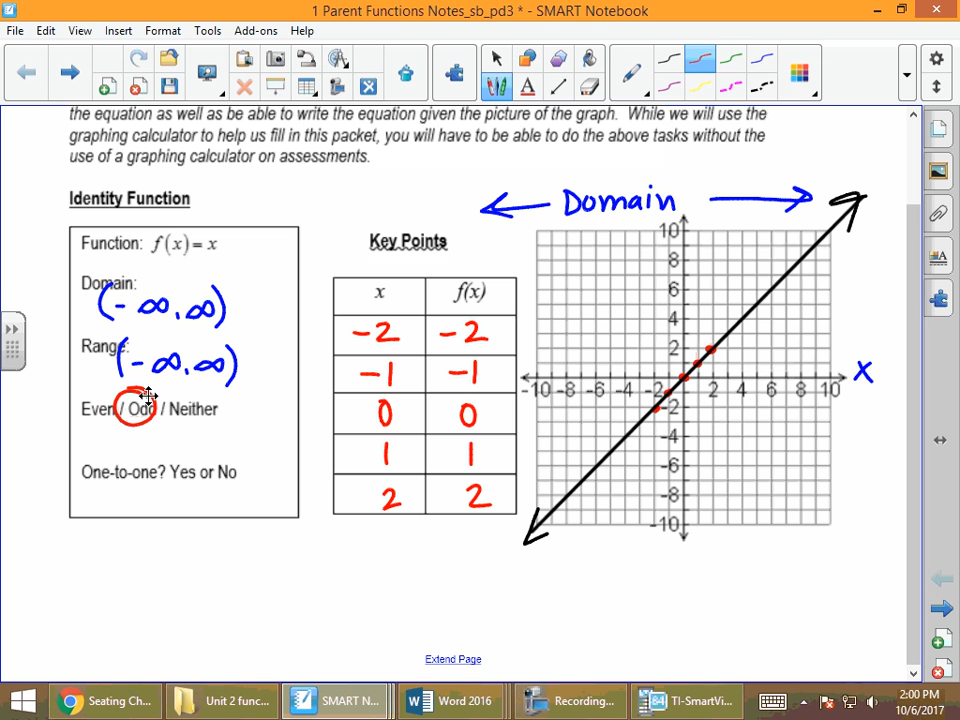 1 Parent Functions Notes_sb_pd3 * - SMART Notebook
File Edit View Insert Format Tools Add-ons Help
the equation as well as be able to write the equation given the picture of the graph. While we will use the
graphing calculator to help us fill in this packet, you will have to be able to do the above tasks without the
use of a graphing calculator on assessments.
Identity Function
← Domain →
Function: f(x) = x
Key Points
Domain:
(-∞,∞)
Range:
(-∞,∞)
Even / Odd / Neither
One-to-one? Yes or No
x f(x)
-2 -2
-1 -1
0 0
1 1
2 2
10
8
6
4
2
-10 -8 -6 -4 -2 2 4 6 8 10 X
-2
-4
-6
-8
-10
Extend Page
Seating Ch... Unit 2 func... SMART N... Word 2016 Recording... TI-SmartVi...
2:00 PM
10/6/2017